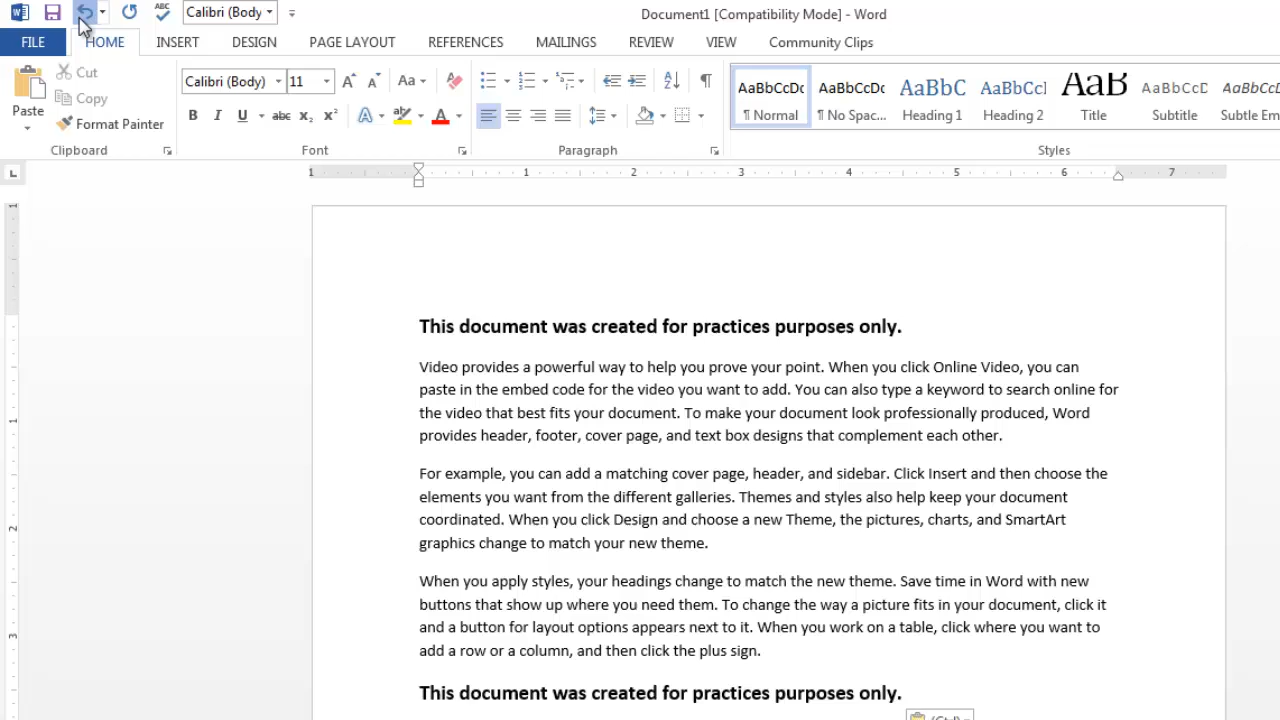 Calibri (Body
Document1 [Compatibility Mode] - Word
FILE HOME INSERT DESIGN PAGE LAYOUT REFERENCES MAILINGS REVIEW VIEW Community Clips
Paste
Cut
Copy
Format Painter
Clipboard
Calibri (Body) 11
Font
Paragraph
AaBbCcDc AaBbCcDc AaBbC AaBbCcI AaB AaBbCcD AaBbCcD
¶ Normal ¶ No Spac... Heading 1 Heading 2 Title Subtitle Subtle Em
Styles
1 1 2 3 4 5 6 7
This document was created for practices purposes only.
Video provides a powerful way to help you prove your point. When you click Online Video, you can
paste in the embed code for the video you want to add. You can also type a keyword to search online for
the video that best fits your document. To make your document look professionally produced, Word
provides header, footer, cover page, and text box designs that complement each other.
For example, you can add a matching cover page, header, and sidebar. Click Insert and then choose the
elements you want from the different galleries. Themes and styles also help keep your document
coordinated. When you click Design and choose a new Theme, the pictures, charts, and SmartArt
graphics change to match your new theme.
When you apply styles, your headings change to match the new theme. Save time in Word with new
buttons that show up where you need them. To change the way a picture fits in your document, click it
and a button for layout options appears next to it. When you work on a table, click where you want to
add a row or a column, and then click the plus sign.
This document was created for practices purposes only.